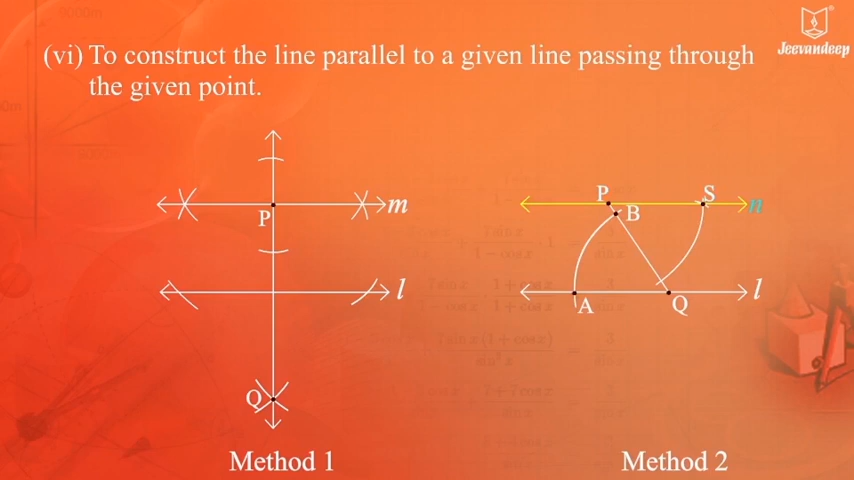 Jeevandeep
(vi) To construct the line parallel to a given line passing through
the given point.
P
m
l
Q
Method 1
P
S
n
B
A
Q
l
Method 2